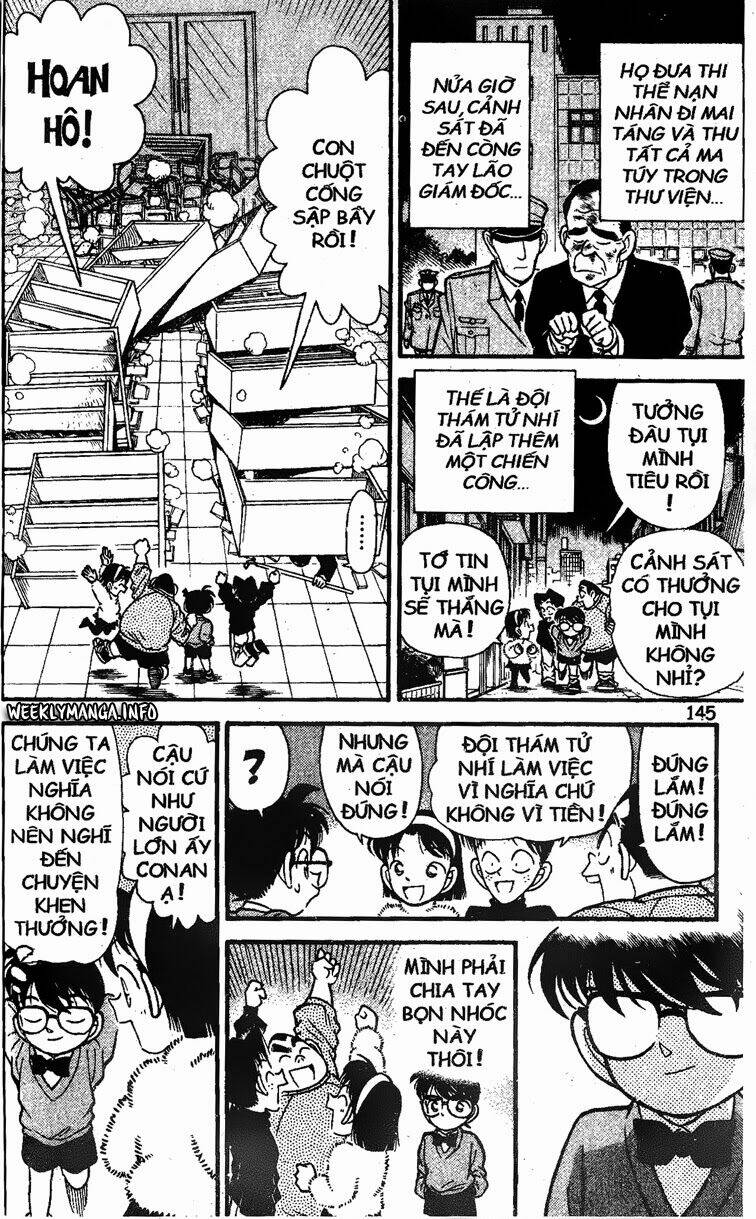 HOAN
HÔ!
CON
CHUỘT
CỐNG
SẬP BẪY
RỒI!
......
NỬA GIỜ
SAU, CẢNH
SÁT ĐÃ
ĐẾN CÒNG
TAY LÃO
GIÁM ĐỐC...
HỌ ĐƯA THI
THỂ NẠN
NHÂN ĐI MAI
TÁNG VÀ THU
TẤT CẢ MA
TÚY TRONG
THƯ VIỆN...
THẾ LÀ ĐỘI
THÁM TỬ NHÍ
ĐÃ LẬP THÊM
MỘT CHIẾN
CÔNG...
TƯỞNG
ĐÂU TỤI
MÌNH
TIÊU RỒI
!
TỚ TIN
TỤI MÌNH
SẼ THẮNG
MÀ!
CẢNH SÁT
CÓ THƯỞNG
CHO TỤI
MÌNH
KHÔNG
NHỈ?
WEEKLYMANGA.INFO
145
CHÚNG TA
LÀM VIỆC
NGHĨA
KHÔNG
NÊN NGHĨ
ĐẾN
CHUYỆN
KHEN
THƯỞNG!
CẬU
NÓI CỨ
NHƯ
NGƯỜI
LỚN ẤY
CONAN
Ạ!
?
NHƯNG
MÀ CẬU
NÓI
ĐÚNG!
ĐỘI THÁM TỬ
NHÍ LÀM VIỆC
VÌ NGHĨA CHỨ
KHÔNG VÌ TIỀN!
ĐÚNG
LẮM!
ĐÚNG
LẮM!
MÌNH PHẢI
CHIA TAY
BỌN NHÓC
NÀY
THÔI!